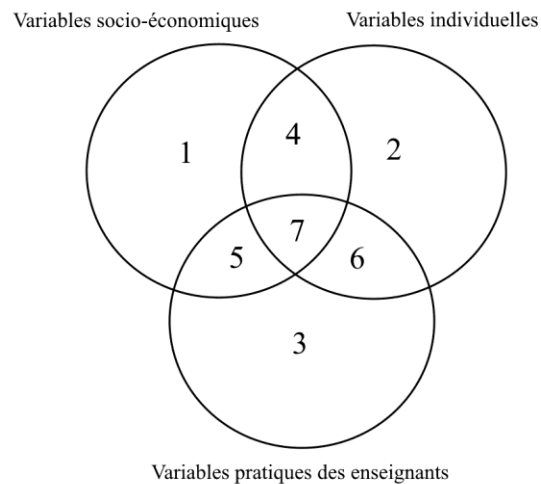 Variables socio-économiques
Variables individuelles
1
4
2
7
5
6
3
Variables pratiques des enseignants